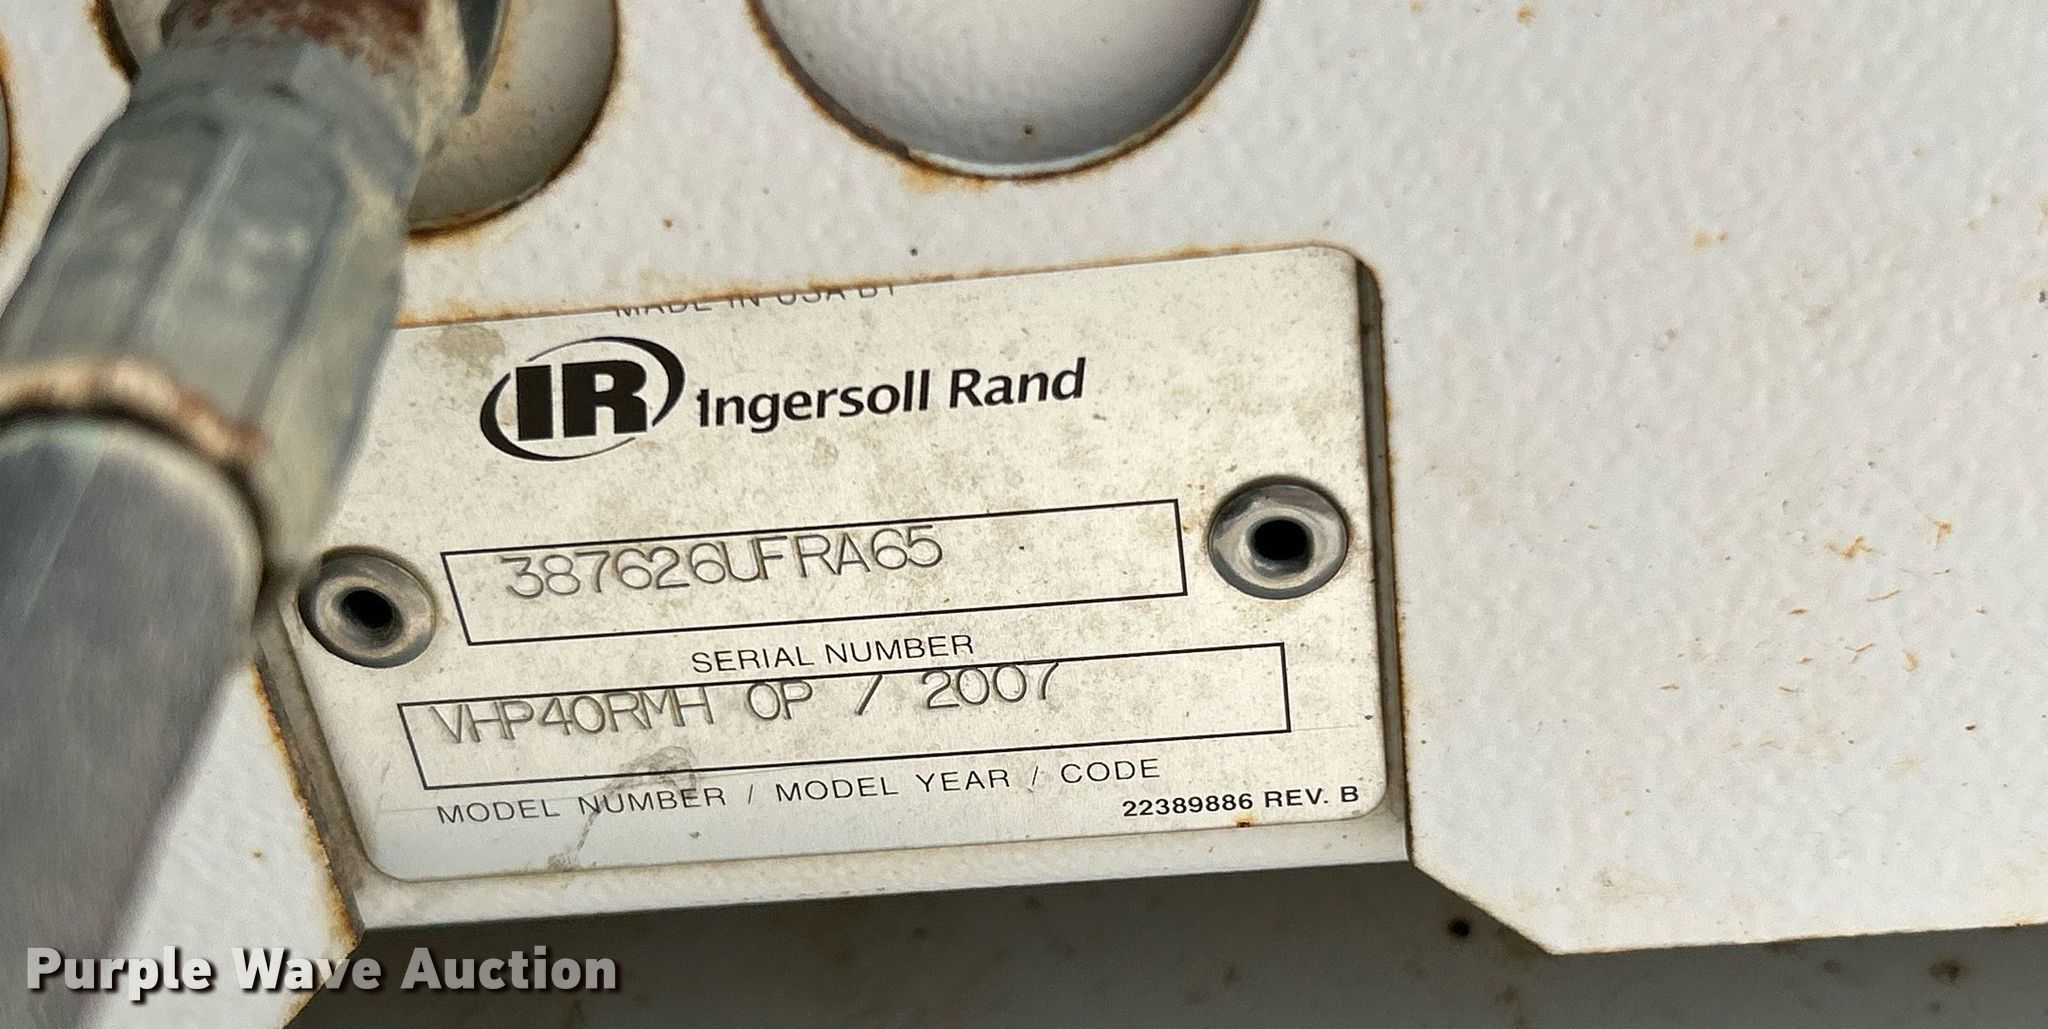 MADE IN USA BY
IR Ingersoll Rand
387626UFRA65
SERIAL NUMBER
VHP40RMH OP / 2007
MODEL NUMBER / MODEL YEAR / CODE
22389886 REV. B
Purple Wave Auction